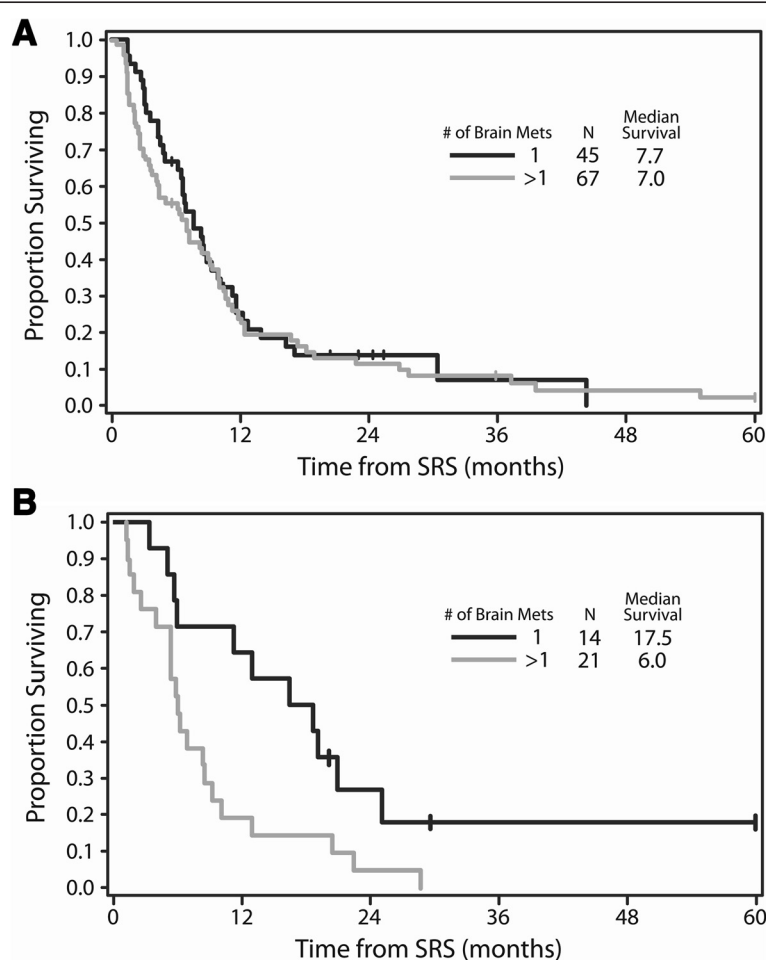 A
1.0
0.9
0.8
0.7
0.6
0.5
0.4
0.3
0.2
0.1
0.0
Proportion Surviving
# of Brain Mets N Median Survival
1 45 7.7
>1 67 7.0
0 12 24 36 48 60
Time from SRS (months)
B
1.0
0.9
0.8
0.7
0.6
0.5
0.4
0.3
0.2
0.1
0.0
Proportion Surviving
# of Brain Mets N Median Survival
1 14 17.5
>1 21 6.0
0 12 24 36 48 60
Time from SRS (months)